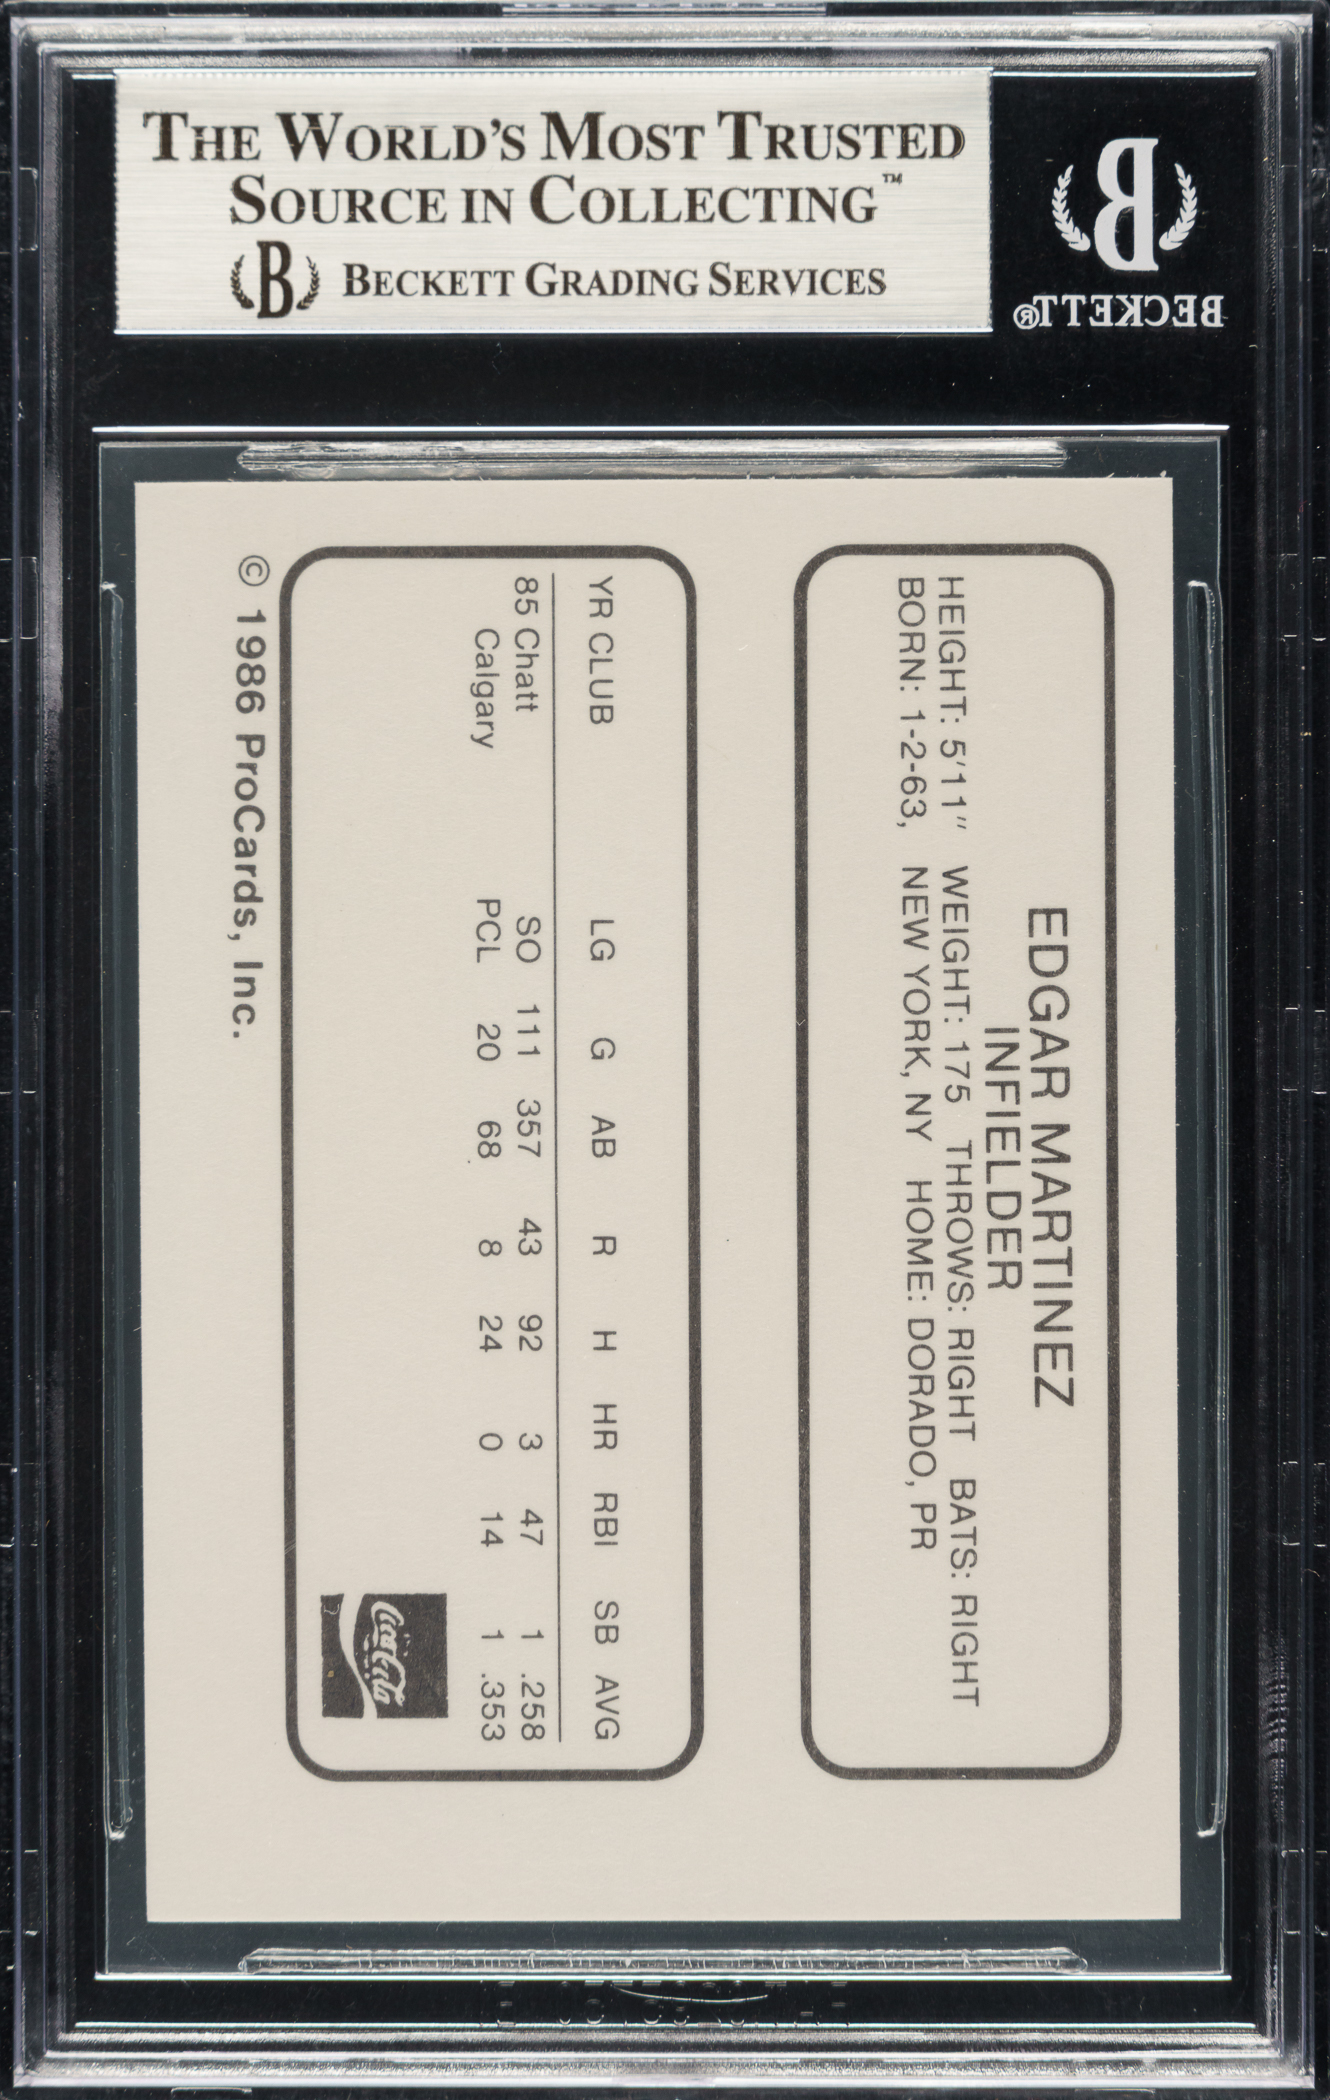 THE WORLD'S MOST TRUSTED
SOURCE IN COLLECTING™
B BECKETT GRADING SERVICES
B
BECKETT®
EDGAR MARTINEZ
INFIELDER
HEIGHT: 5'11" WEIGHT: 175 THROWS: RIGHT BATS: RIGHT
BORN: 1-2-63, NEW YORK, NY HOME: DORADO, PR
YR CLUB LG G AB R H HR RBI SB AVG
85 Chatt SO 111 357 43 92 3 47 1 .258
Calgary PCL 20 68 8 24 0 14 1 .353
Coca-Cola
© 1986 ProCards, Inc.